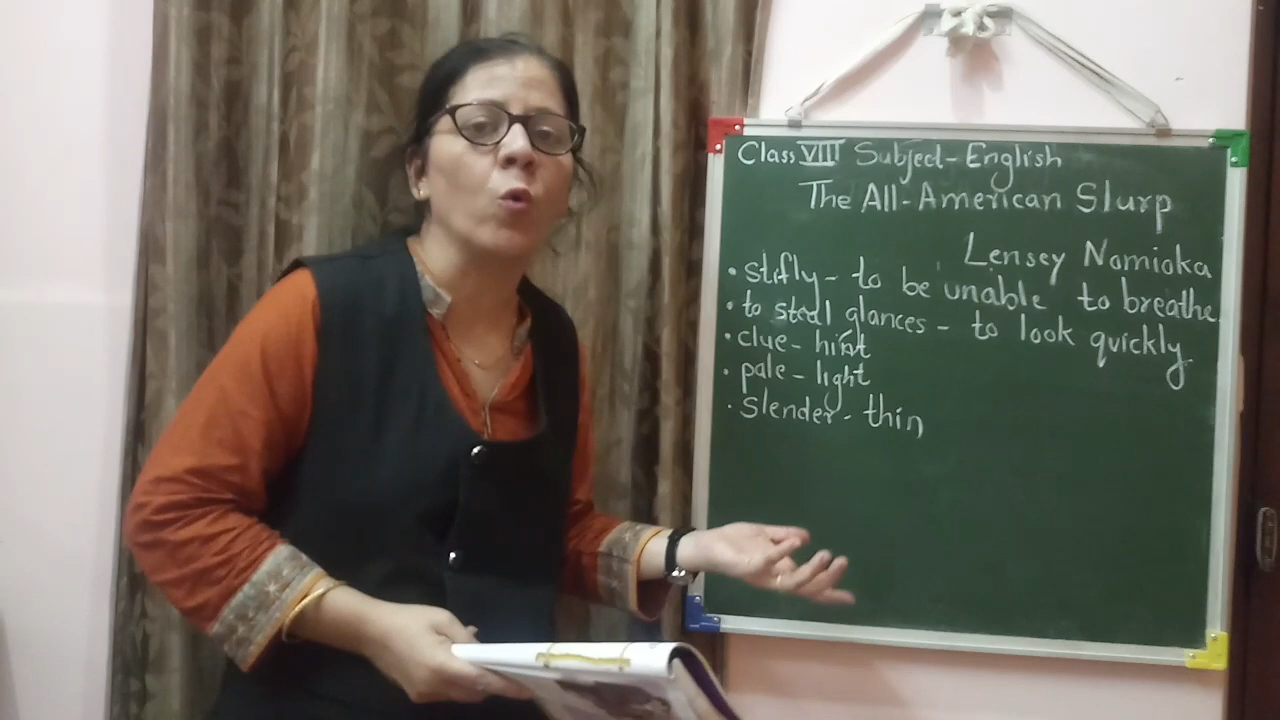 Class VIII Subject-English
The All-American Slurp
Lensey Nomioka
• stifly - to be unable to breathe.
• to steal glances - to look quickly
• clue - hint
• pale - light
• slender - thin